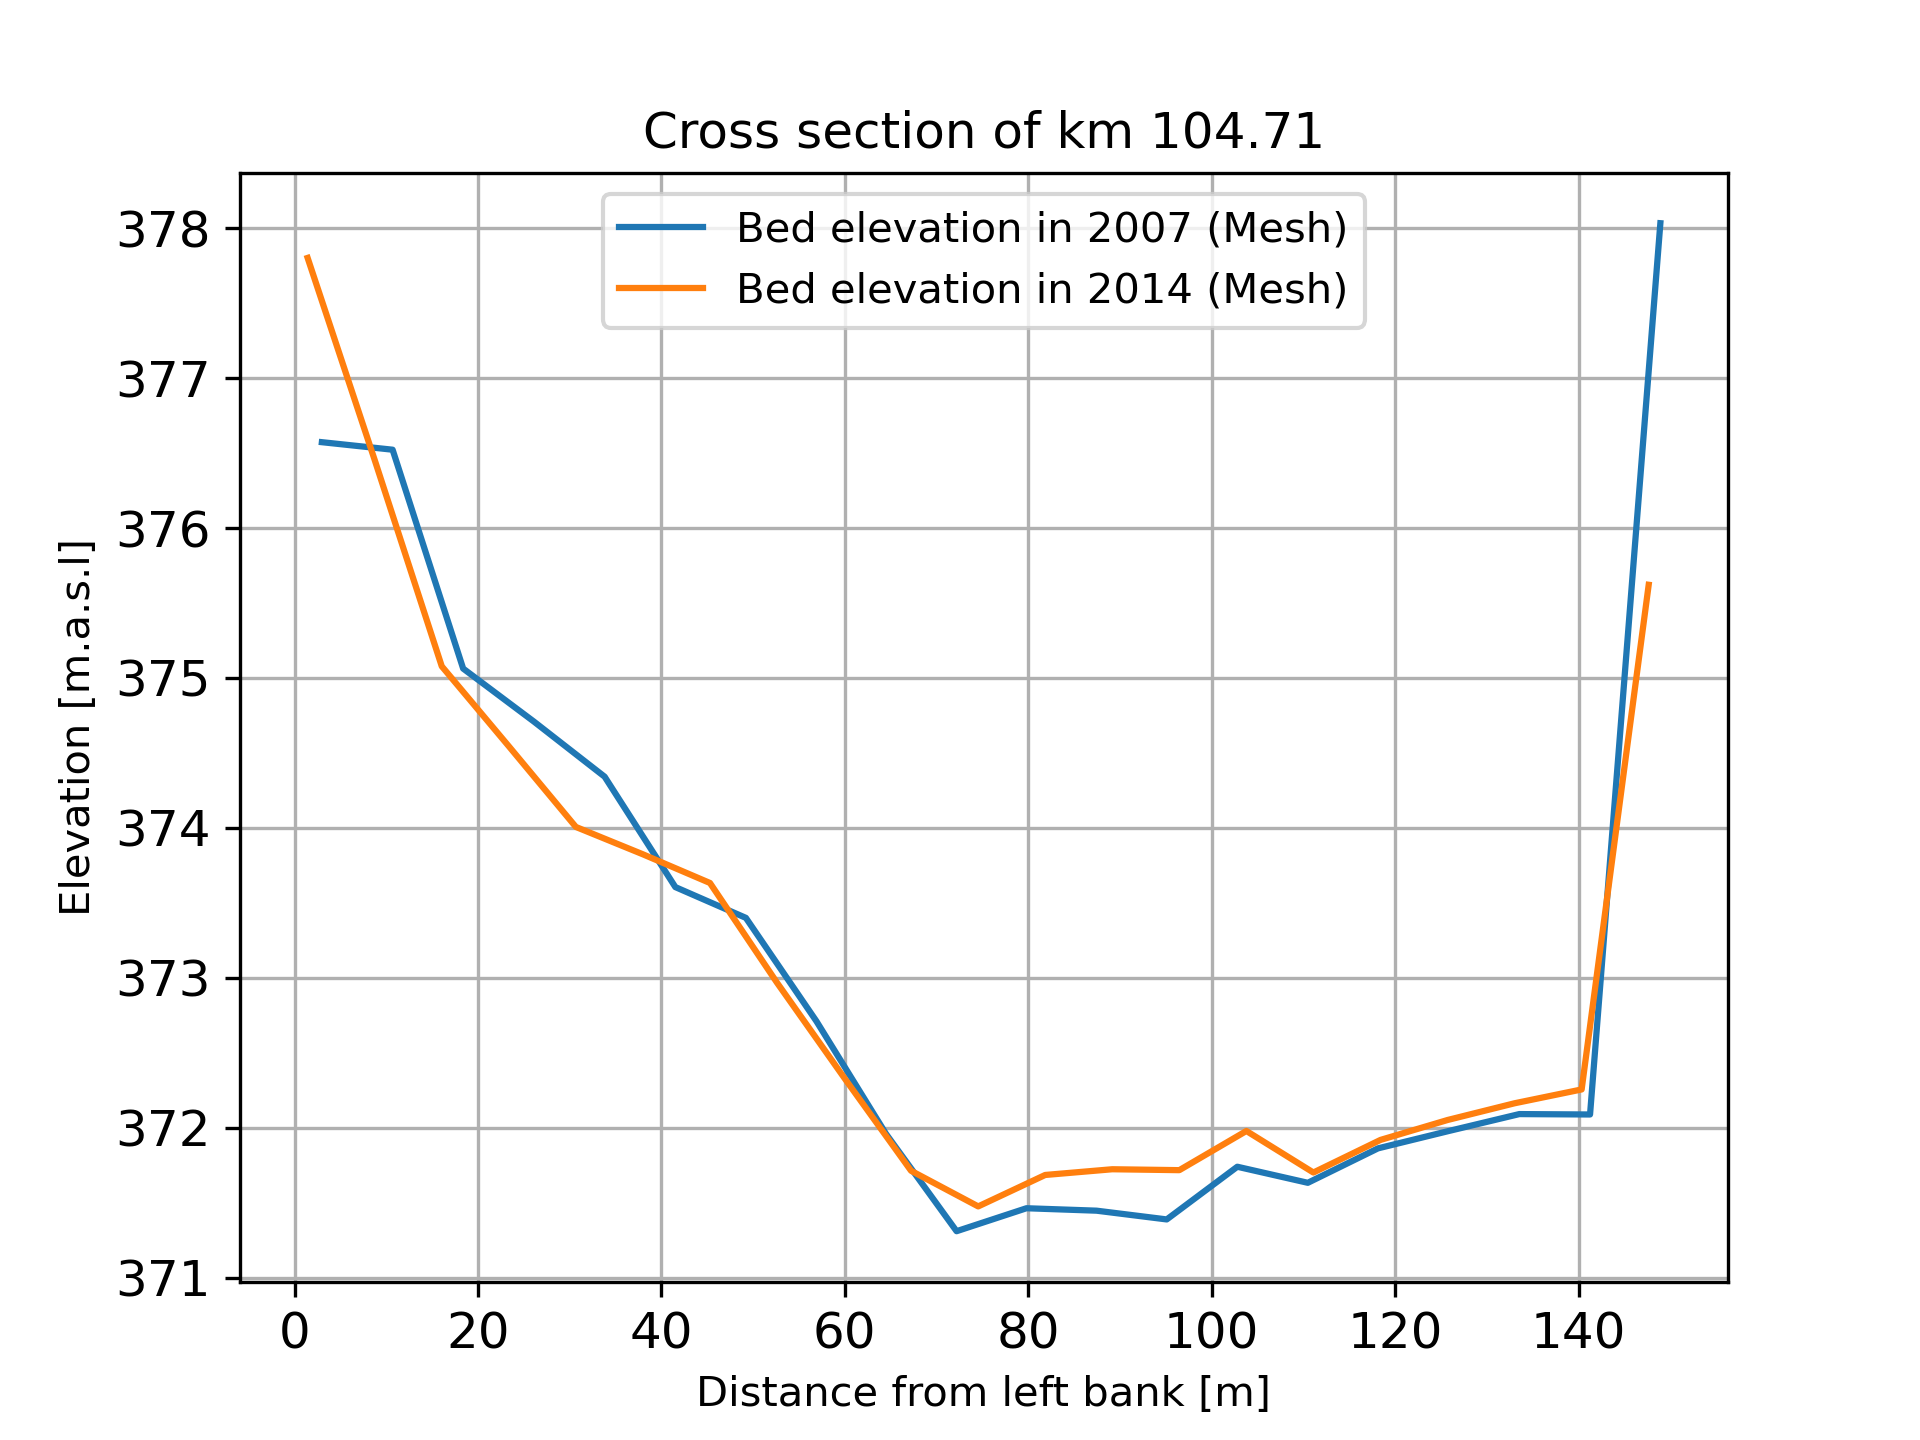 Cross section of km 104.71
Bed elevation in 2007 (Mesh)
Bed elevation in 2014 (Mesh)
378
377
376
375
374
373
372
371
Elevation [m.a.s.l]
0 20 40 60 80 100 120 140
Distance from left bank [m]